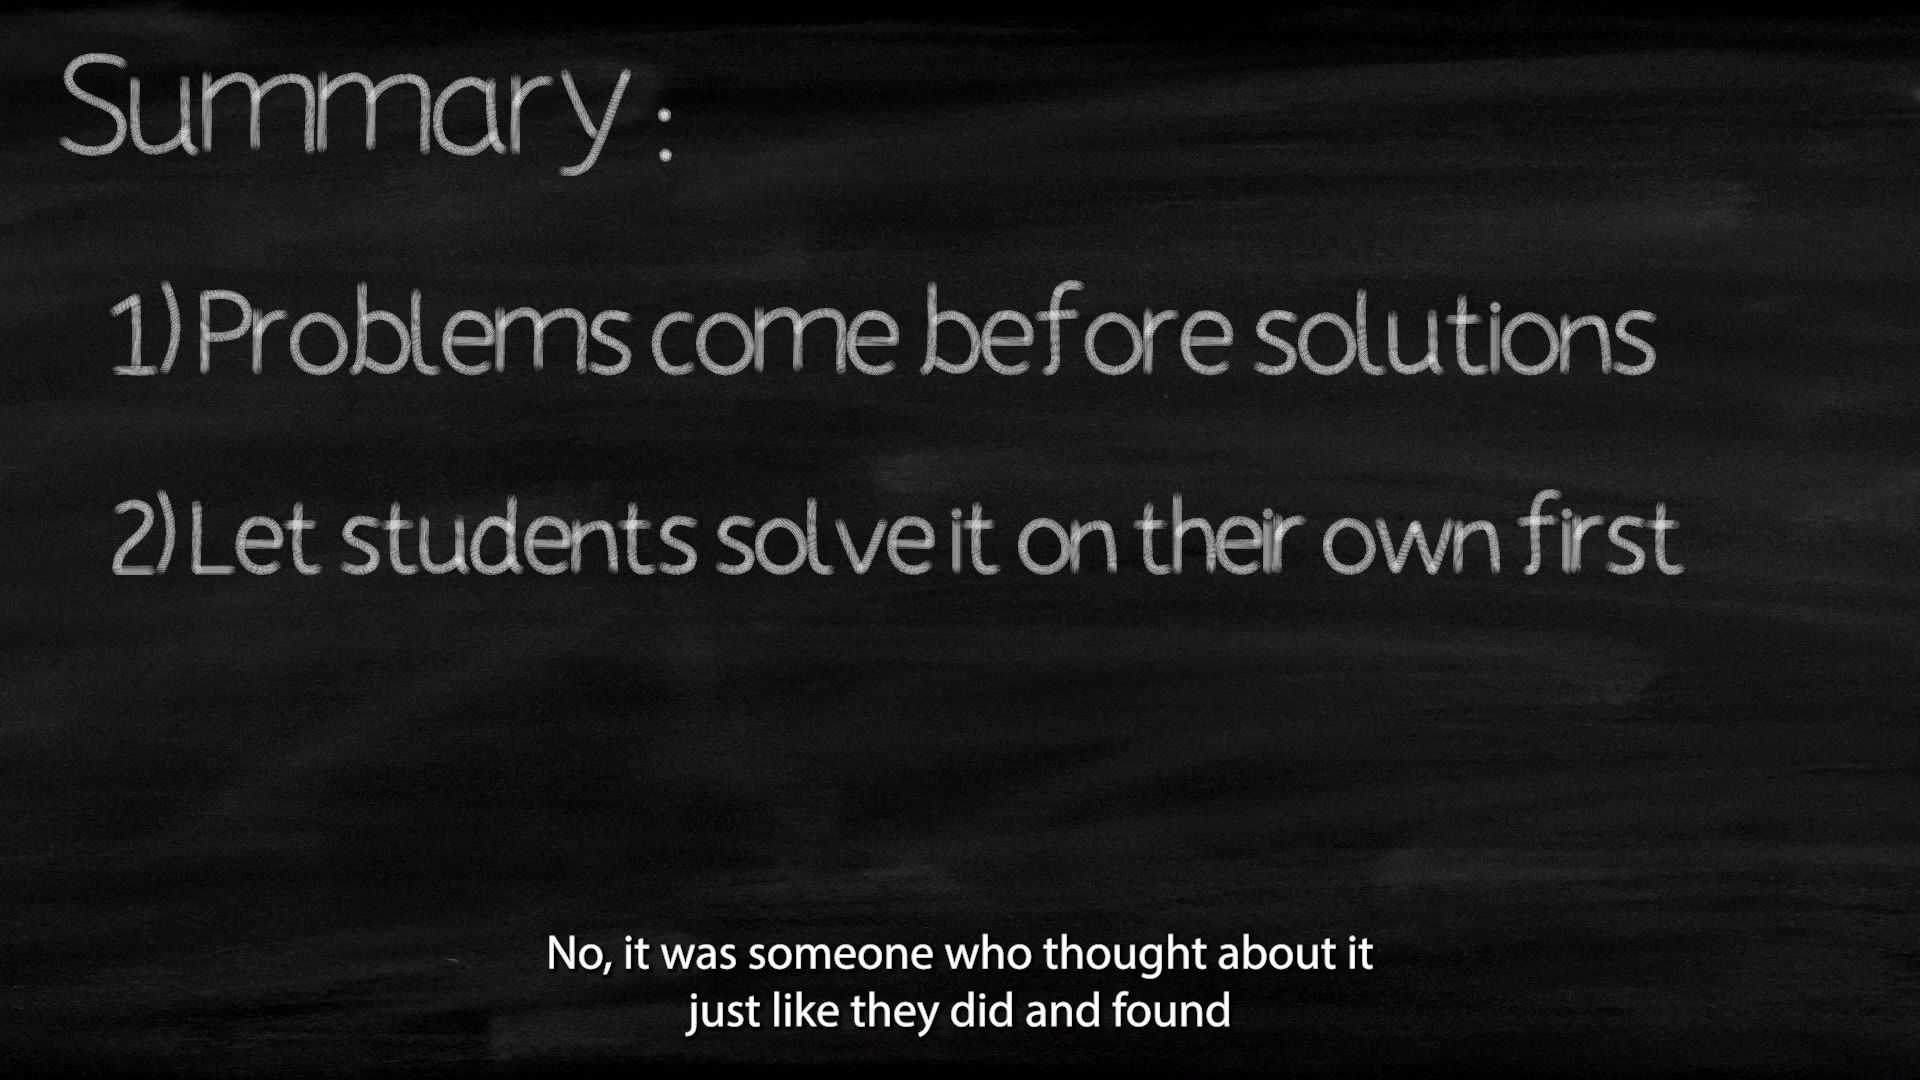 Summary :
1) Problems come before solutions
2) Let students solve it on their own first
No, it was someone who thought about it
just like they did and found